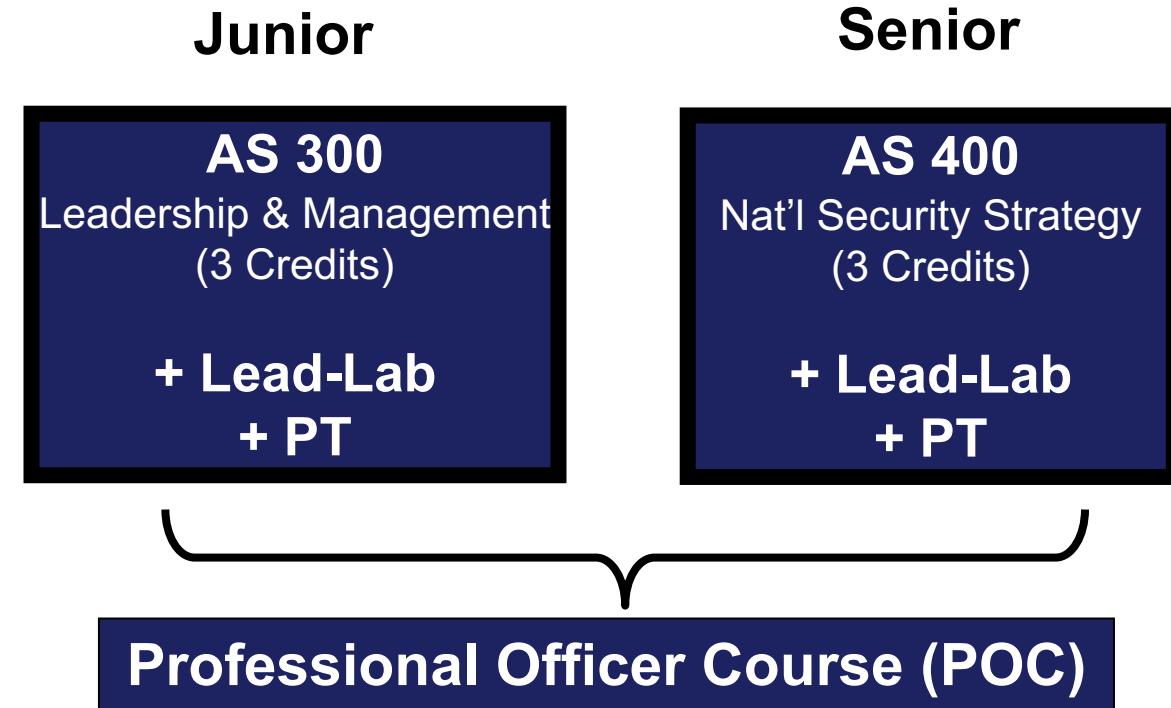 Junior
AS 300
Leadership & Management
(3 Credits)
+ Lead-Lab
+ PT
Senior
AS 400
Nat’l Security Strategy
(3 Credits)
+ Lead-Lab
+ PT
Professional Officer Course (POC)